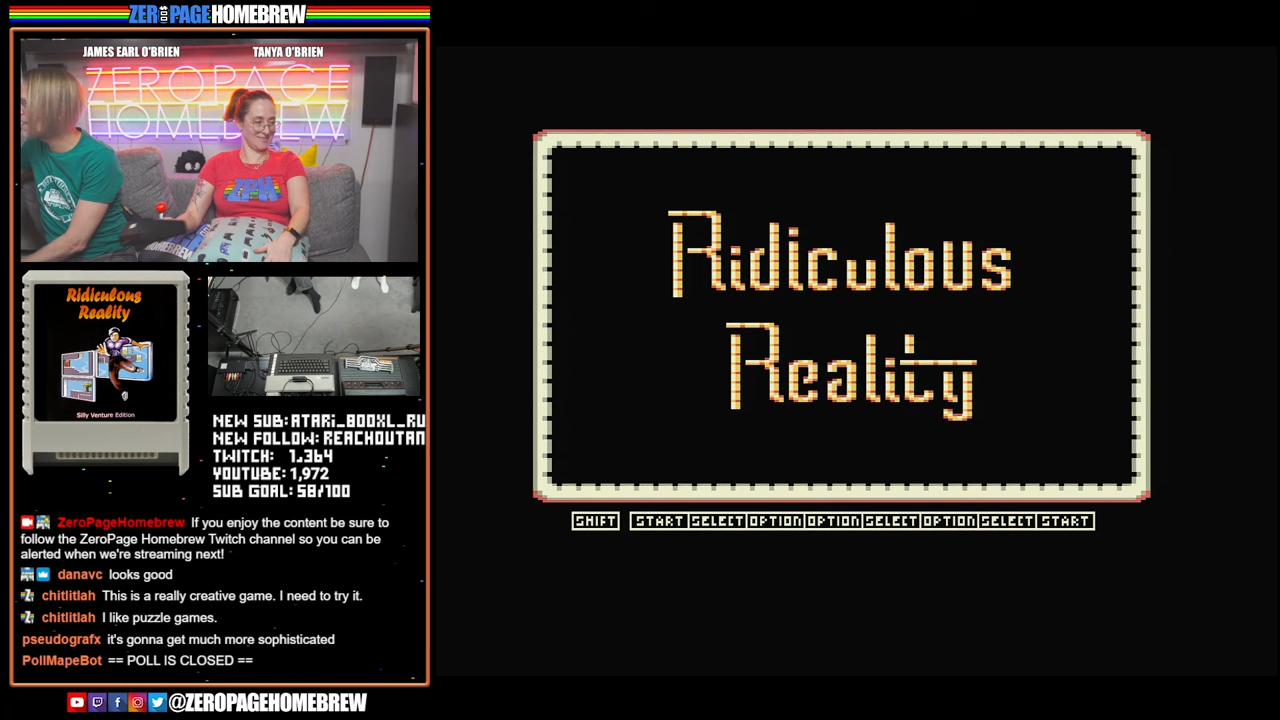 ZEROPAGE HOMEBREW
JAMES EARL O'BRIEN
TANYA O'BRIEN
ZEROPAGE
HOMEBREW
ZPH
Ridiculous
Reality
Silly Venture Edition
NEW SUB: ATARI_800XL_RU
NEW FOLLOW: REACHOUTAN
TWITCH: 1,364
YOUTUBE: 1,972
SUB GOAL: 58/100
ZeroPageHomebrew If you enjoy the content be sure to
follow the ZeroPage Homebrew Twitch channel so you can be
alerted when we're streaming next!
danavc looks good
chitlitlah This is a really creative game. I need to try it.
chitlitlah I like puzzle games.
pseudografx it's gonna get much more sophisticated
PollMapeBot == POLL IS CLOSED ==
@ZEROPAGEHOMEBREW
Ridiculous
Reality
SHIFT START SELECT OPTION OPTION SELECT OPTION SELECT START